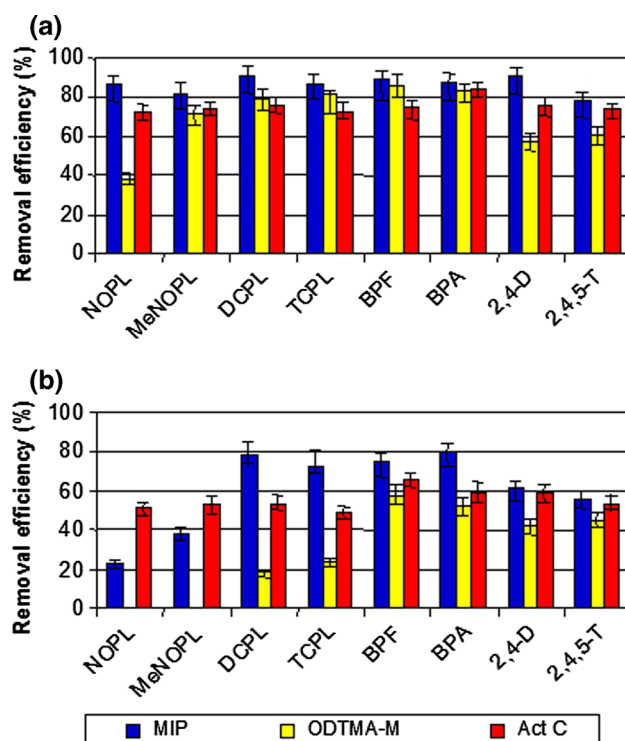 (a)
Removal efficiency (%)
100
80
60
40
20
0
NOPL MeNOPL DCPL TCPL BPF BPA 2,4-D 2,4,5-T
(b)
Removal efficiency (%)
100
80
60
40
20
0
NOPL MeNOPL DCPL TCPL BPF BPA 2,4-D 2,4,5-T
MIP ODTMA-M Act C